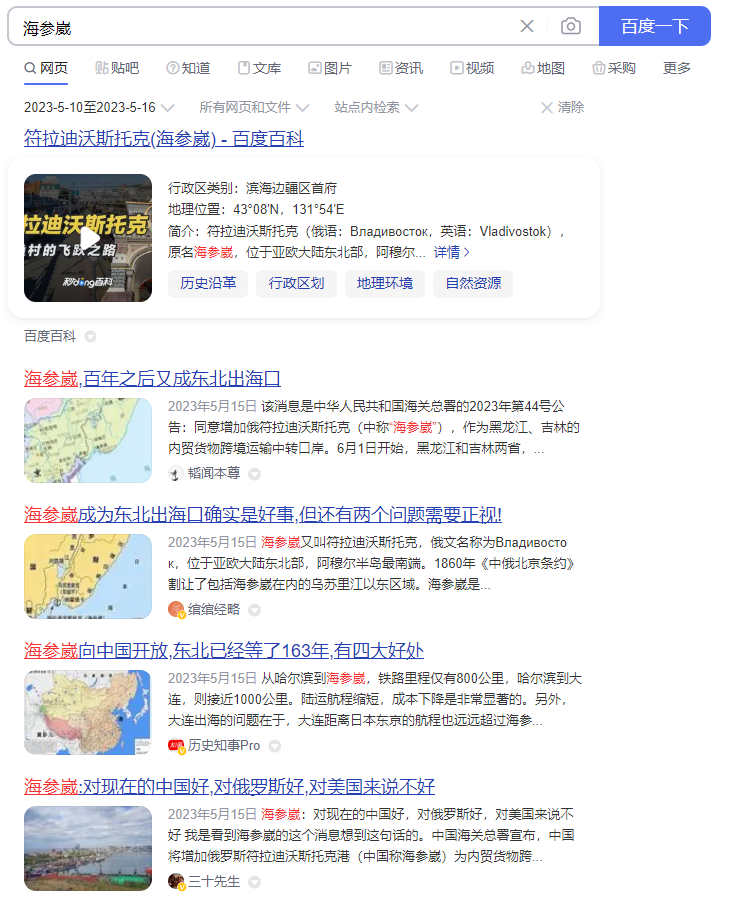 海参崴
百度一下
网页 贴吧 知道 文库 图片 资讯 视频 地图 采购 更多
2023-5-10至2023-5-16 所有网页和文件 站点内检索 清除
符拉迪沃斯托克(海参崴) - 百度百科
拉迪沃斯托克
村的飞跃之路
秒dǒng百科
行政区类别：滨海边疆区首府
地理位置：43°08′N，131°54′E
简介：符拉迪沃斯托克（俄语：Владивосток，英语：Vladivostok），
原名海参崴，位于亚欧大陆东北部，阿穆尔... 详情
历史沿革 行政区划 地理环境 自然资源
百度百科
海参崴,百年之后又成东北出海口
2023年5月15日 该消息是中华人民共和国海关总署的2023年第44号公
告：同意增加俄符拉迪沃斯托克（中称“海参崴”），作为黑龙江、吉林的
内贸货物跨境运输中转口岸。6月1日开始，黑龙江和吉林两省，...
韬闻本尊
海参崴成为东北出海口确实是好事,但还有两个问题需要正视!
2023年5月15日 海参崴又叫符拉迪沃斯托克，俄文名称为Владивосто
к，位于亚欧大陆东北部，阿穆尔半岛最南端。1860年《中俄北京条约》
割让了包括海参崴在内的乌苏里江以东区域。海参崴是...
缩缩经略
海参崴向中国开放,东北已经等了163年,有四大好处
2023年5月15日 从哈尔滨到海参崴，铁路里程仅有800公里，哈尔滨到大
连，则接近1000公里。陆运航程缩短，成本下降是非常显著的。另外，
大连出海的问题在于，大连距离日本东京的航程也远远超过海参...
历史知事Pro
海参崴:对现在的中国好,对俄罗斯好,对美国来说不好
2023年5月15日 海参崴：对现在的中国好，对俄罗斯好，对美国来说不
好 我是看到海参崴的这个消息想到这句话的。中国海关总署宣布，中国
将增加俄罗斯符拉迪沃斯托克港（中国称海参崴）为内贸货物跨...
三十先生